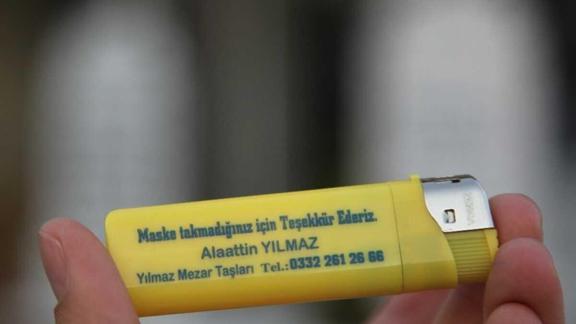 Maske takmadığınız için Teşekkür Ederiz.
Alaattin YILMAZ
Yılmaz Mezar Taşları Tel.:0332 261 26 66